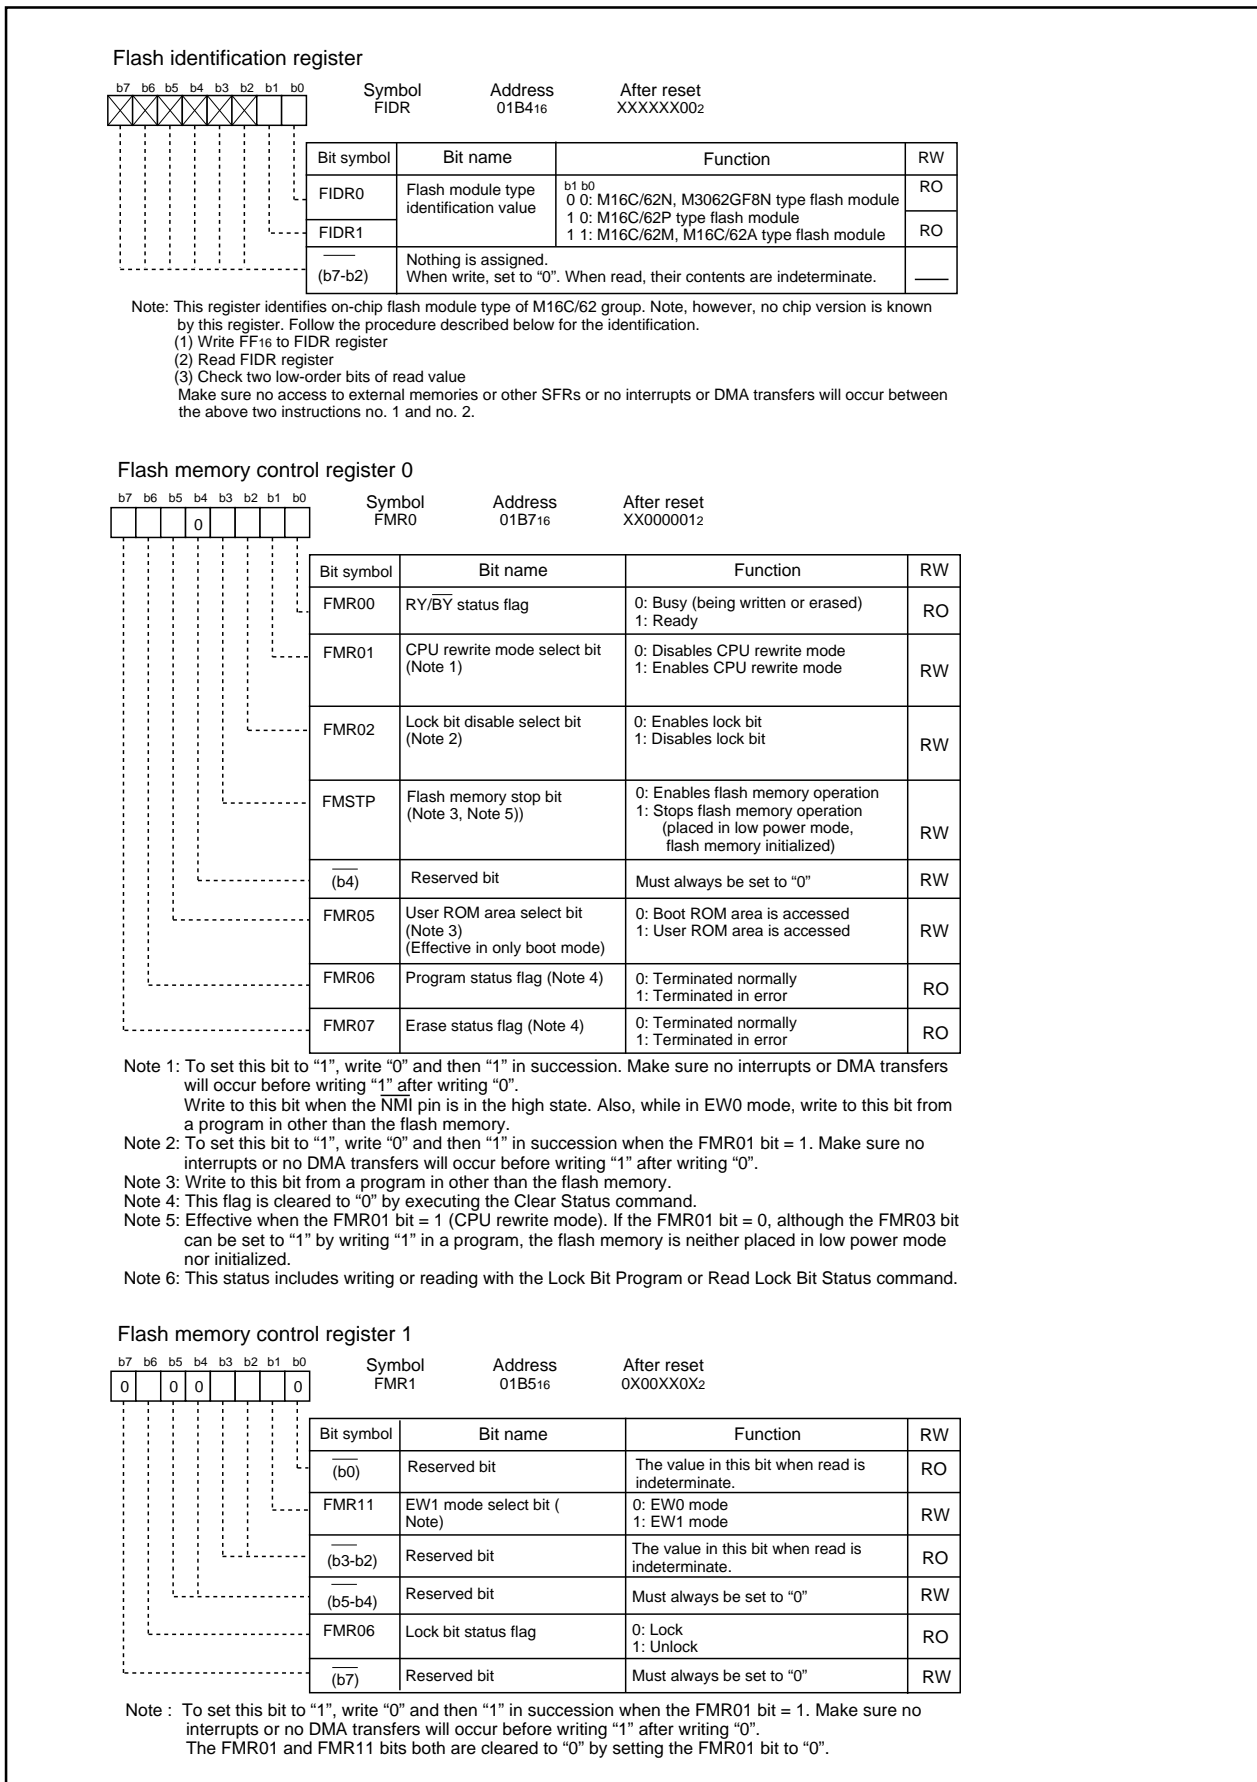 Flash identification register
b7 b6 b5 b4 b3 b2 b1 b0
Symbol Address After reset
FIDR 01B416 XXXXXX002
Bit symbol Bit name Function RW
FIDR0 Flash module type identification value b1 b0 RO
0 0: M16C/62N, M3062GF8N type flash module
1 0: M16C/62P type flash module
FIDR1 1 1: M16C/62M, M16C/62A type flash module RO
(b7-b2) Nothing is assigned.
When write, set to “0”. When read, their contents are indeterminate.
Note: This register identifies on-chip flash module type of M16C/62 group. Note, however, no chip version is known
by this register. Follow the procedure described below for the identification.
(1) Write FF16 to FIDR register
(2) Read FIDR register
(3) Check two low-order bits of read value
Make sure no access to external memories or other SFRs or no interrupts or DMA transfers will occur between
the above two instructions no. 1 and no. 2.
Flash memory control register 0
b7 b6 b5 b4 b3 b2 b1 b0
0
Symbol Address After reset
FMR0 01B716 XX0000012
Bit symbol Bit name Function RW
FMR00 RY/BY status flag 0: Busy (being written or erased) RO
1: Ready
FMR01 CPU rewrite mode select bit 0: Disables CPU rewrite mode RW
(Note 1) 1: Enables CPU rewrite mode
FMR02 Lock bit disable select bit 0: Enables lock bit RW
(Note 2) 1: Disables lock bit
FMSTP Flash memory stop bit 0: Enables flash memory operation RW
(Note 3, Note 5)) 1: Stops flash memory operation
(placed in low power mode,
flash memory initialized)
(b4) Reserved bit Must always be set to “0” RW
FMR05 User ROM area select bit 0: Boot ROM area is accessed RW
(Note 3) 1: User ROM area is accessed
(Effective in only boot mode)
FMR06 Program status flag (Note 4) 0: Terminated normally RO
1: Terminated in error
FMR07 Erase status flag (Note 4) 0: Terminated normally RO
1: Terminated in error
Note 1: To set this bit to “1”, write “0” and then “1” in succession. Make sure no interrupts or DMA transfers
will occur before writing “1” after writing “0”.
Write to this bit when the NMI pin is in the high state. Also, while in EW0 mode, write to this bit from
a program in other than the flash memory.
Note 2: To set this bit to “1”, write “0” and then “1” in succession when the FMR01 bit = 1. Make sure no
interrupts or no DMA transfers will occur before writing “1” after writing “0”.
Note 3: Write to this bit from a program in other than the flash memory.
Note 4: This flag is cleared to “0” by executing the Clear Status command.
Note 5: Effective when the FMR01 bit = 1 (CPU rewrite mode). If the FMR01 bit = 0, although the FMR03 bit
can be set to “1” by writing “1” in a program, the flash memory is neither placed in low power mode
nor initialized.
Note 6: This status includes writing or reading with the Lock Bit Program or Read Lock Bit Status command.
Flash memory control register 1
b7 b6 b5 b4 b3 b2 b1 b0
0 0 0 0
Symbol Address After reset
FMR1 01B516 0X00XX0X2
Bit symbol Bit name Function RW
(b0) Reserved bit The value in this bit when read is RO
indeterminate.
FMR11 EW1 mode select bit ( 0: EW0 mode RW
Note) 1: EW1 mode
(b3-b2) Reserved bit The value in this bit when read is RO
indeterminate.
(b5-b4) Reserved bit Must always be set to “0” RW
FMR06 Lock bit status flag 0: Lock RO
1: Unlock
(b7) Reserved bit Must always be set to “0” RW
Note : To set this bit to “1”, write “0” and then “1” in succession when the FMR01 bit = 1. Make sure no
interrupts or no DMA transfers will occur before writing “1” after writing “0”.
The FMR01 and FMR11 bits both are cleared to “0” by setting the FMR01 bit to “0”.